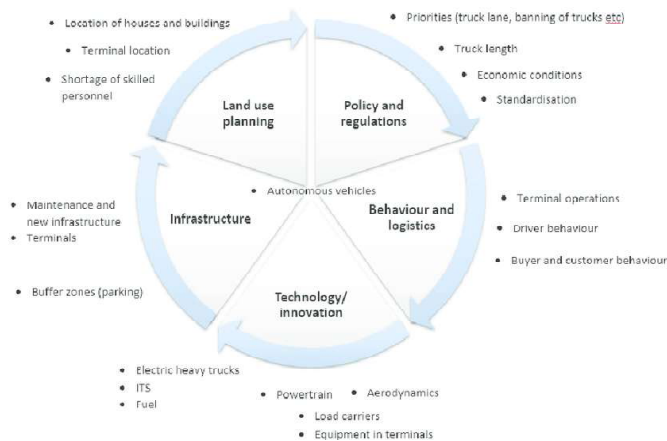 Location of houses and buildings
Terminal location
Shortage of skilled
personnel
Priorities (truck lane, banning of trucks etc)
Truck length
Economic conditions
Standardisation
Land use
planning
Policy and
regulations
Autonomous vehicles
Infrastructure
Behaviour and
logistics
Technology/
innovation
Maintenance and
new infrastructure
Terminals
Buffer zones (parking)
Terminal operations
Driver behaviour
Buyer and customer behaviour
Electric heavy trucks
ITS
Fuel
Powertrain
Aerodynamics
Load carriers
Equipment in terminals